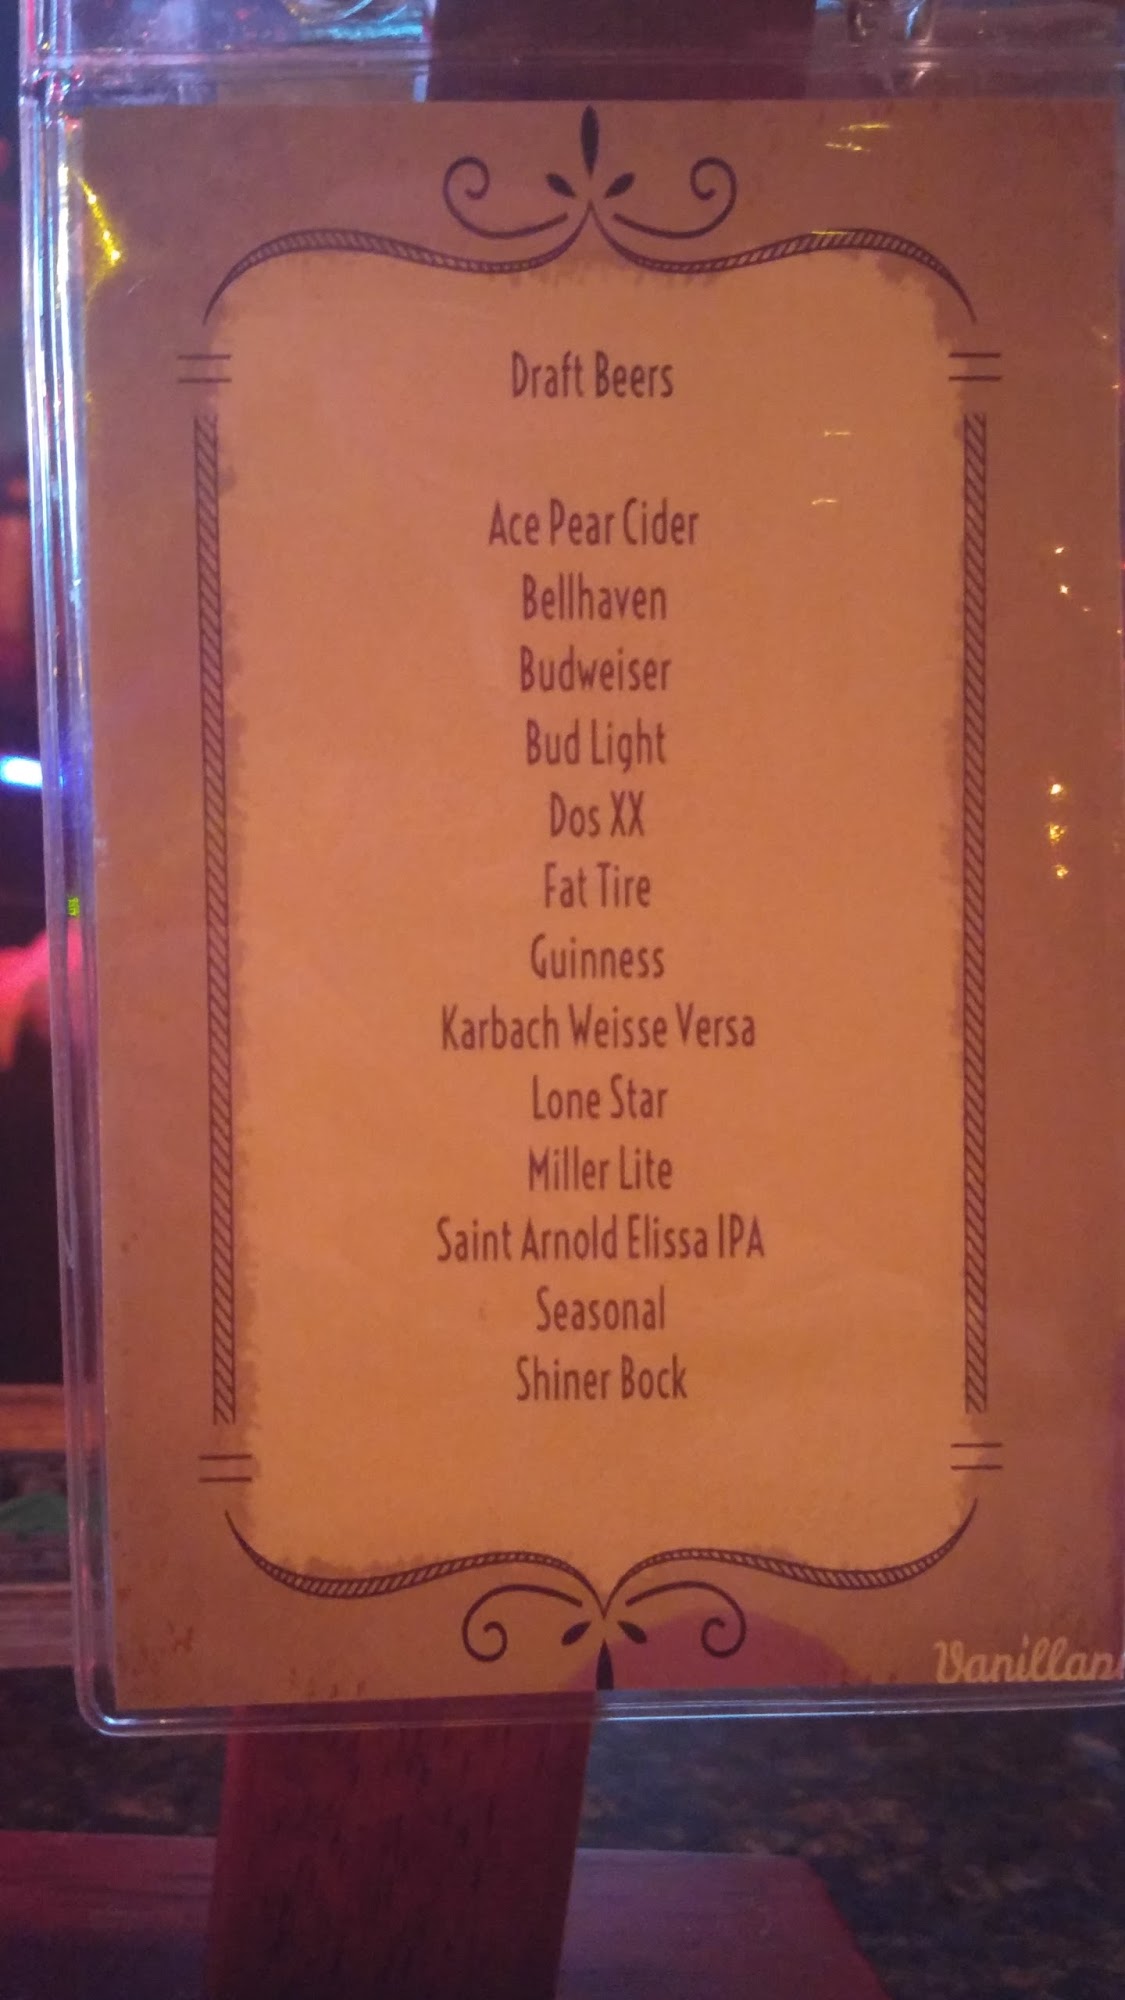 Draft Beers
Ace Pear Cider
Bellhaven
Budweiser
Bud Light
Dos XX
Fat Tire
Guinness
Karbach Weisse Versa
Lone Star
Miller Lite
Saint Arnold Elissa IPA
Seasonal
Shiner Bock